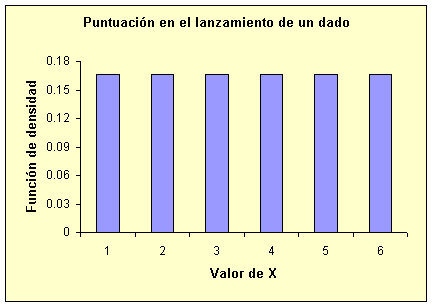 Puntuación en el lanzamiento de un dado
0.18
0.15
0.12
0.09
0.06
0.03
0
Función de densidad
1 2 3 4 5 6
Valor de X